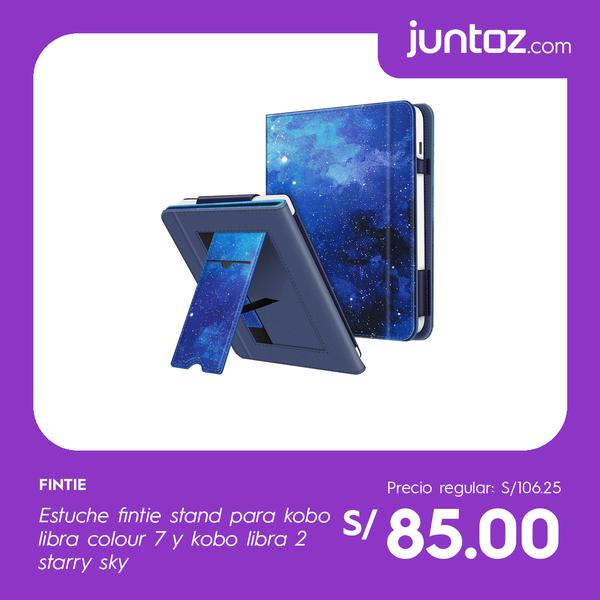 juntoz.com
FINTIE
Estuche fintie stand para kobo
libra colour 7 y kobo libra 2
starry sky
Precio regular: S/106.25
S/85.00